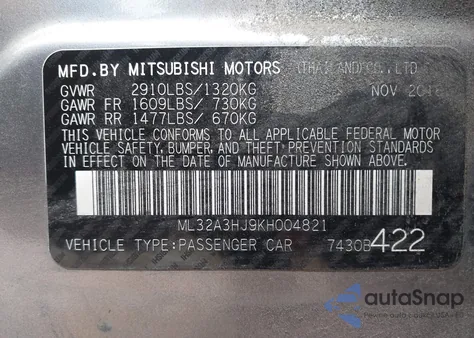 MFD.BY MITSUBISHI MOTORS (THAILAND)CO.,LTD
GVWR 2910LBS/1320KG NOV 2018
GAWR FR 1609LBS/ 730KG
GAWR RR 1477LBS/ 670KG
THIS VEHICLE CONFORMS TO ALL APPLICABLE FEDERAL MOTOR
VEHICLE SAFETY, BUMPER, AND THEFT PREVENTION STANDARDS
IN EFFECT ON THE DATE OF MANUFACTURE SHOWN ABOVE.
ML32A3HJ9KH004821
VEHICLE TYPE:PASSENGER CAR 7430B422
autoSnap